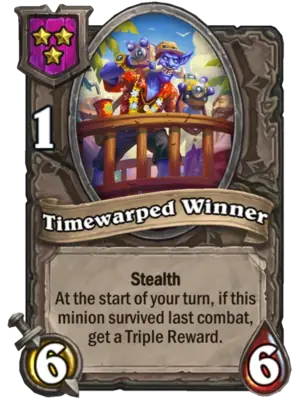 1
Timewarped Winner
Stealth
At the start of your turn, if this
minion survived last combat,
get a Triple Reward.
6
6